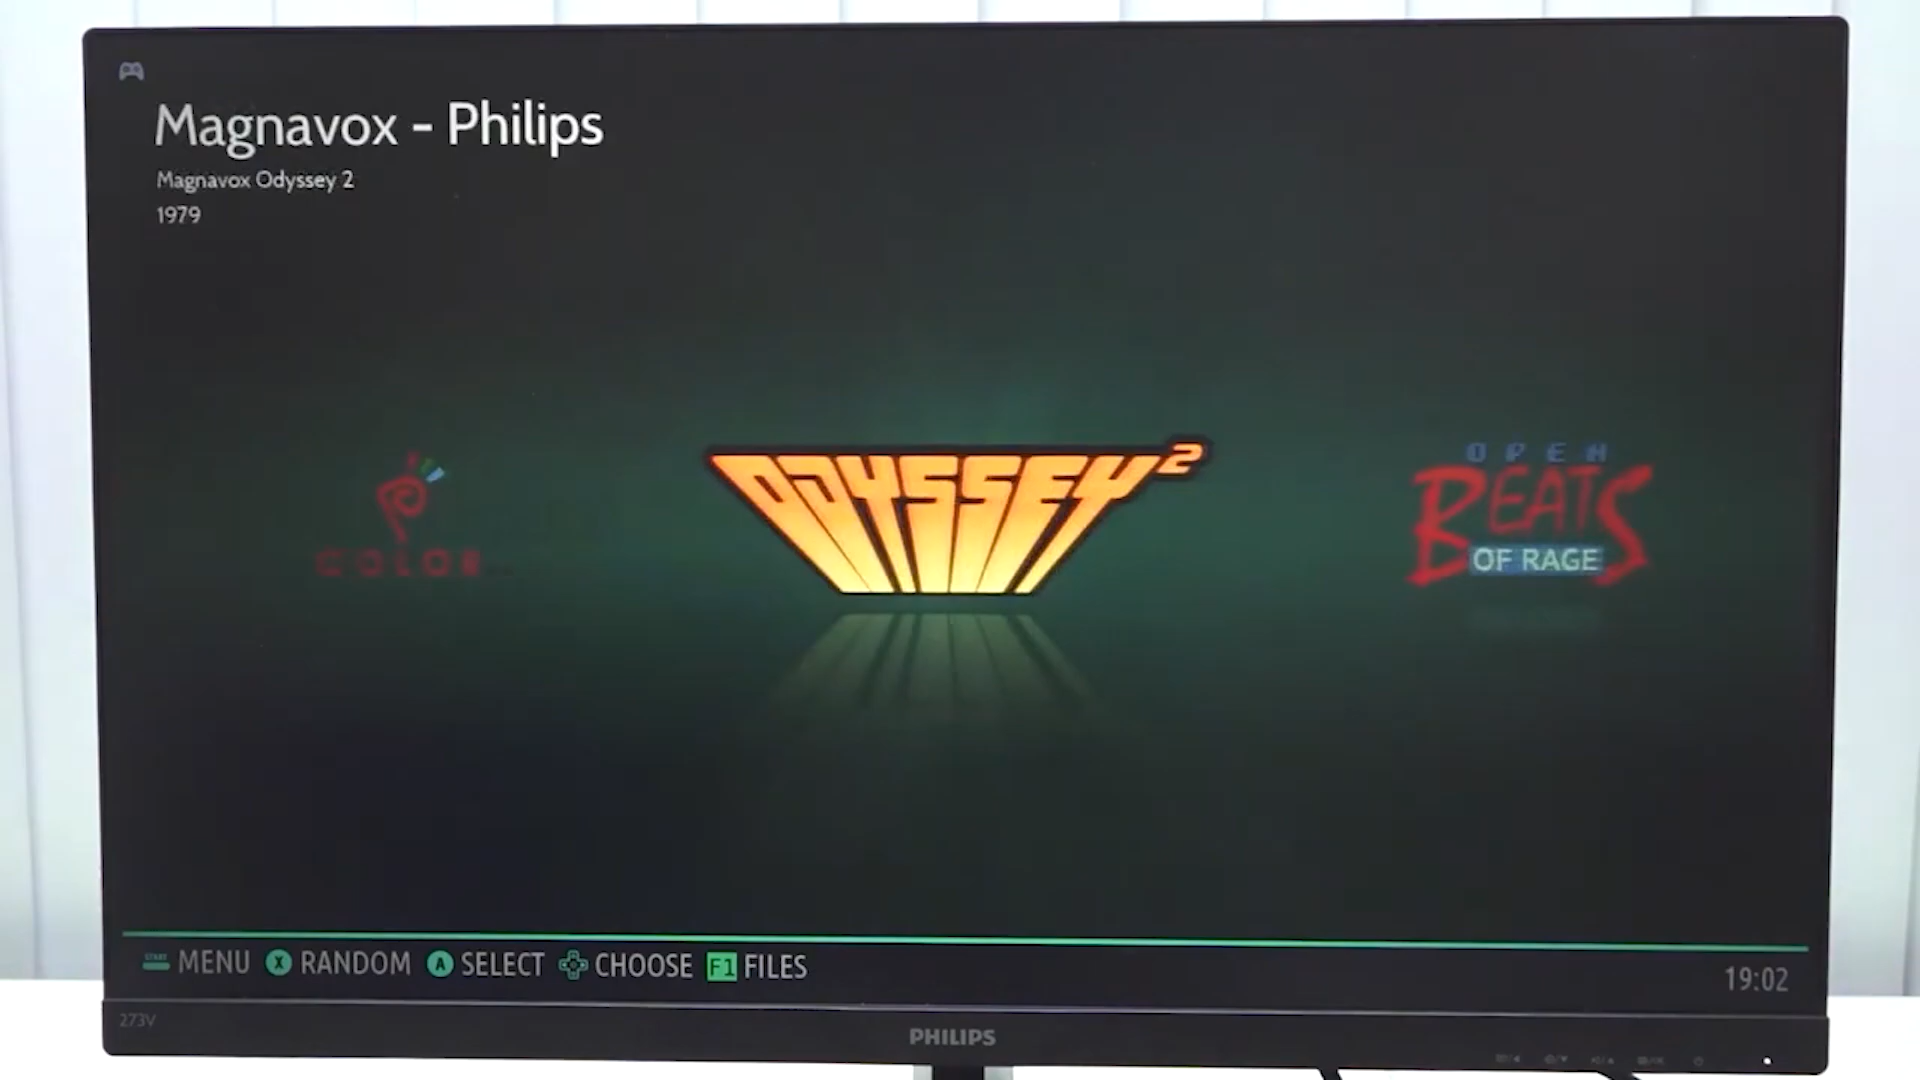 Magnavox - Philips
Magnavox Odyssey 2
1979
COLOR
ODYSSEY²
OPEN
BEATS
OF RAGE
START MENU X RANDOM A SELECT CHOOSE F1 FILES
19:02
273V
PHILIPS